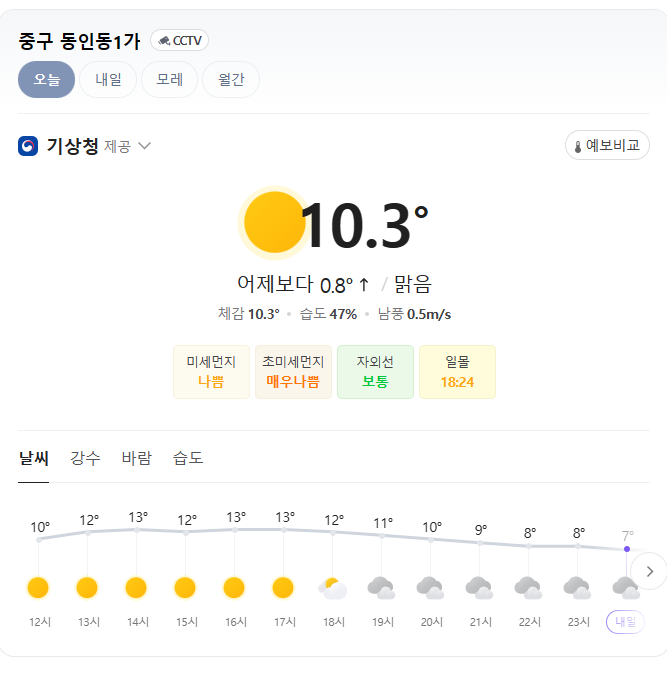 중구 동인동1가 CCTV
오늘 내일 모레 월간
기상청 제공 예보비교
10.3°
어제보다 0.8° ↑ / 맑음
체감 10.3° • 습도 47% • 남풍 0.5m/s
미세먼지 초미세먼지 자외선 일몰
나쁨 매우나쁨 보통 18:24
날씨 강수 바람 습도
10° 12° 13° 12° 13° 13° 12° 11° 10° 9° 8° 8° 7°
12시 13시 14시 15시 16시 17시 18시 19시 20시 21시 22시 23시 내일